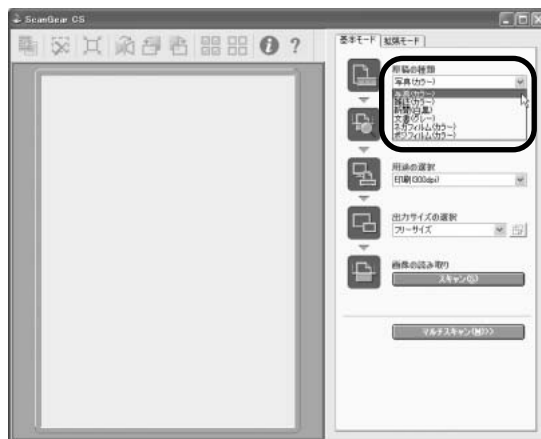 ScanGear CS
基本モード 拡張モード
原稿の種類
写真(カラー)
写真(カラー)
雑誌(カラー)
新聞(白黒)
文書(グレー)
ネガフィルム(カラー)
ポジフィルム(カラー)
用途の選択
印刷(300dpi)
出力サイズの選択
フリーサイズ
画像の読み取り
スキャン(S)
マルチスキャン(M)>>